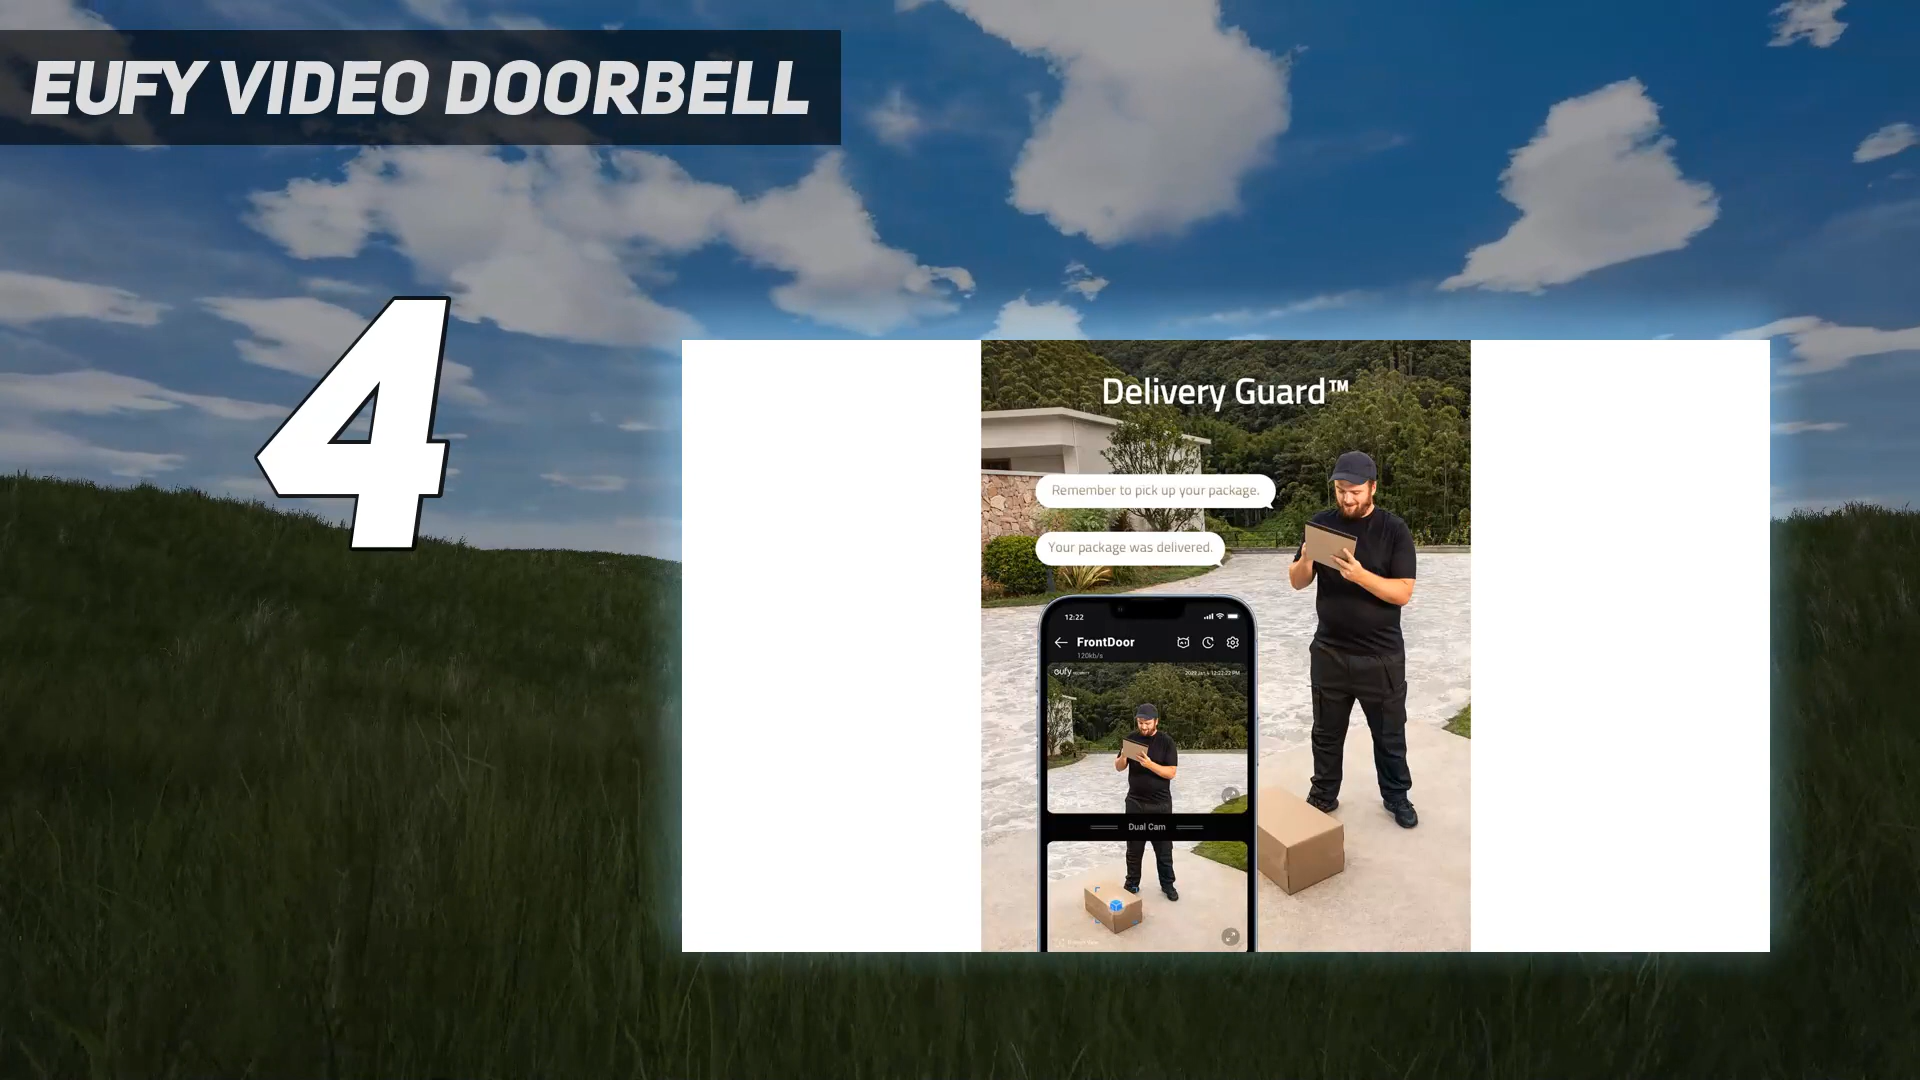 EUFY VIDEO DOORBELL
4
Delivery Guard™
Remember to pick up your package.
Your package was delivered.
12:22
FrontDoor
120kb/s
eufy
Dual Cam